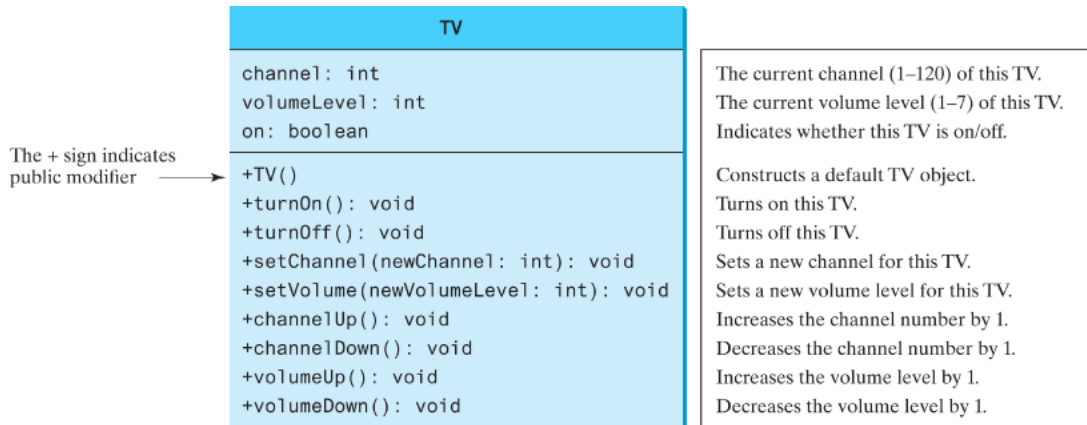 TV
channel: int
volumeLevel: int
on: boolean
The current channel (1–120) of this TV.
The current volume level (1–7) of this TV.
Indicates whether this TV is on/off.
The + sign indicates
public modifier
+TV()
+turnOn(): void
+turnOff(): void
+setChannel(newChannel: int): void
+setVolume(newVolumeLevel: int): void
+channelUp(): void
+channelDown(): void
+volumeUp(): void
+volumeDown(): void
Constructs a default TV object.
Turns on this TV.
Turns off this TV.
Sets a new channel for this TV.
Sets a new volume level for this TV.
Increases the channel number by 1.
Decreases the channel number by 1.
Increases the volume level by 1.
Decreases the volume level by 1.